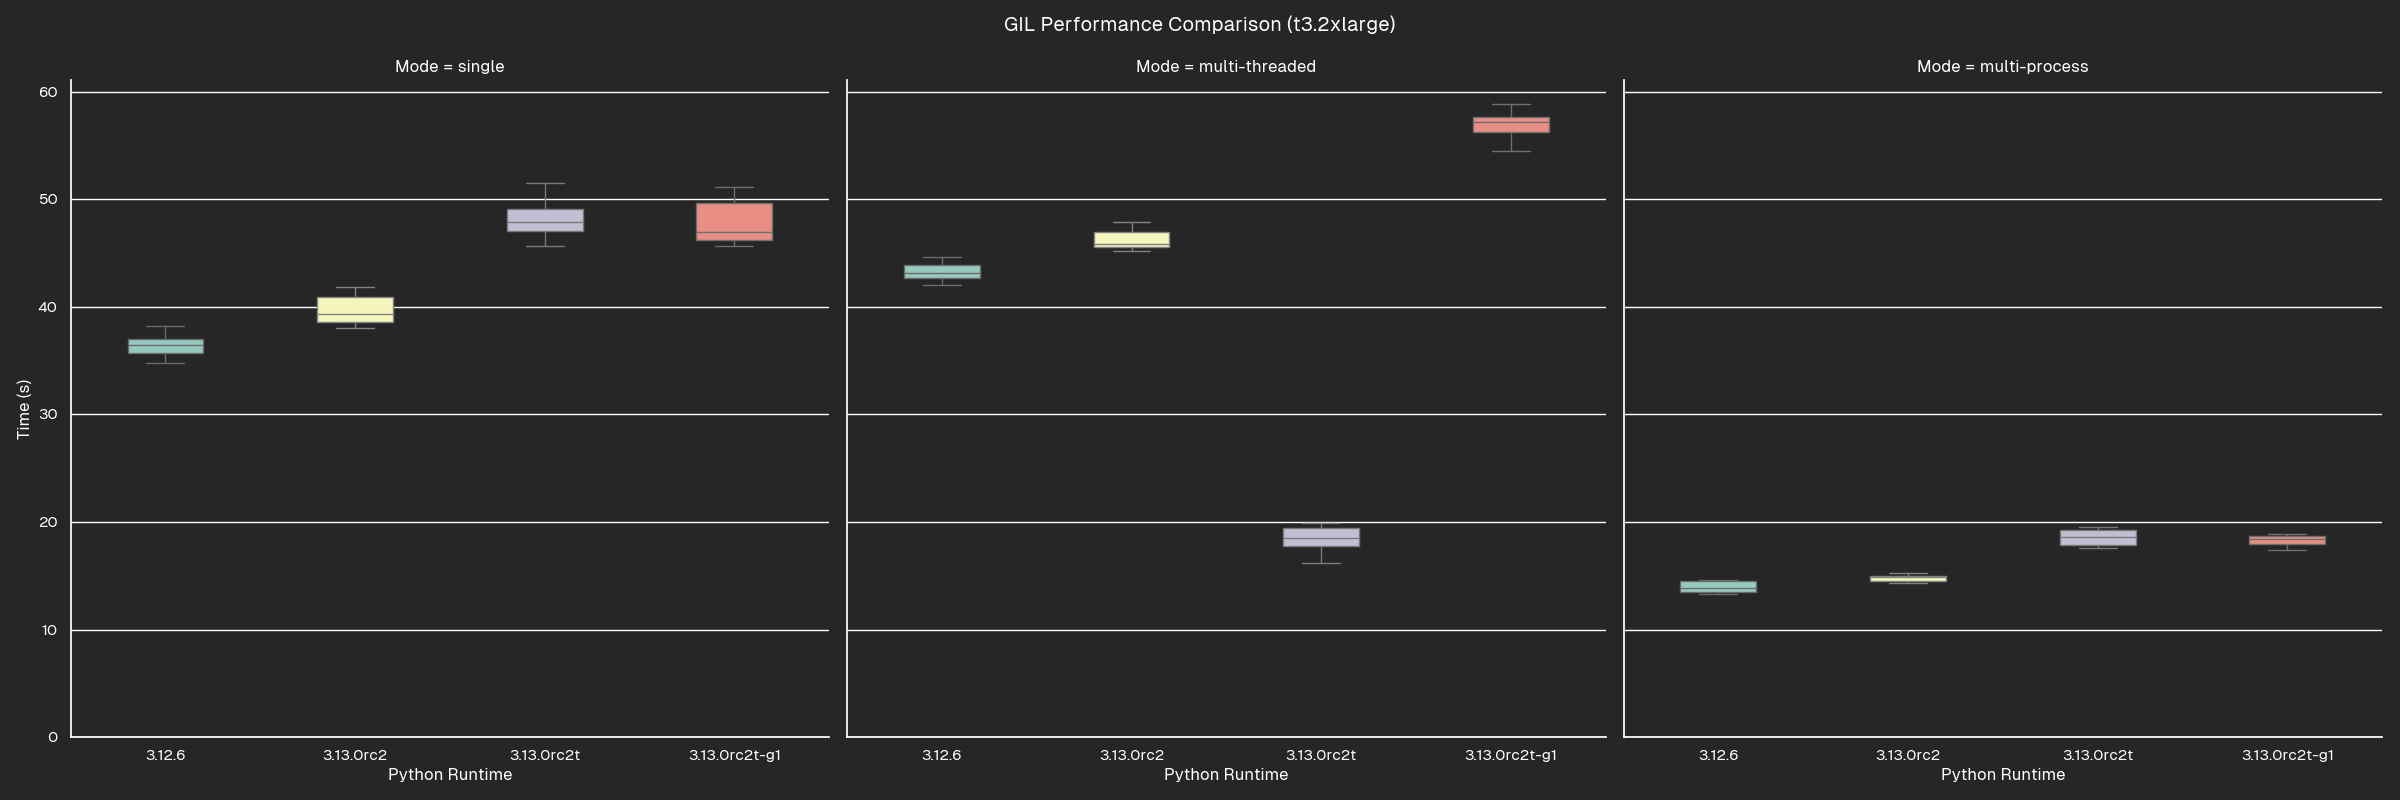 GIL Performance Comparison (t3.2xlarge)
Mode = single
Mode = multi-threaded
Mode = multi-process
Time (s)
60
50
40
30
20
10
0
3.12.6 3.13.0rc2 3.13.0rc2t 3.13.0rc2t-g1
Python Runtime
3.12.6 3.13.0rc2 3.13.0rc2t 3.13.0rc2t-g1
Python Runtime
3.12.6 3.13.0rc2 3.13.0rc2t 3.13.0rc2t-g1
Python Runtime